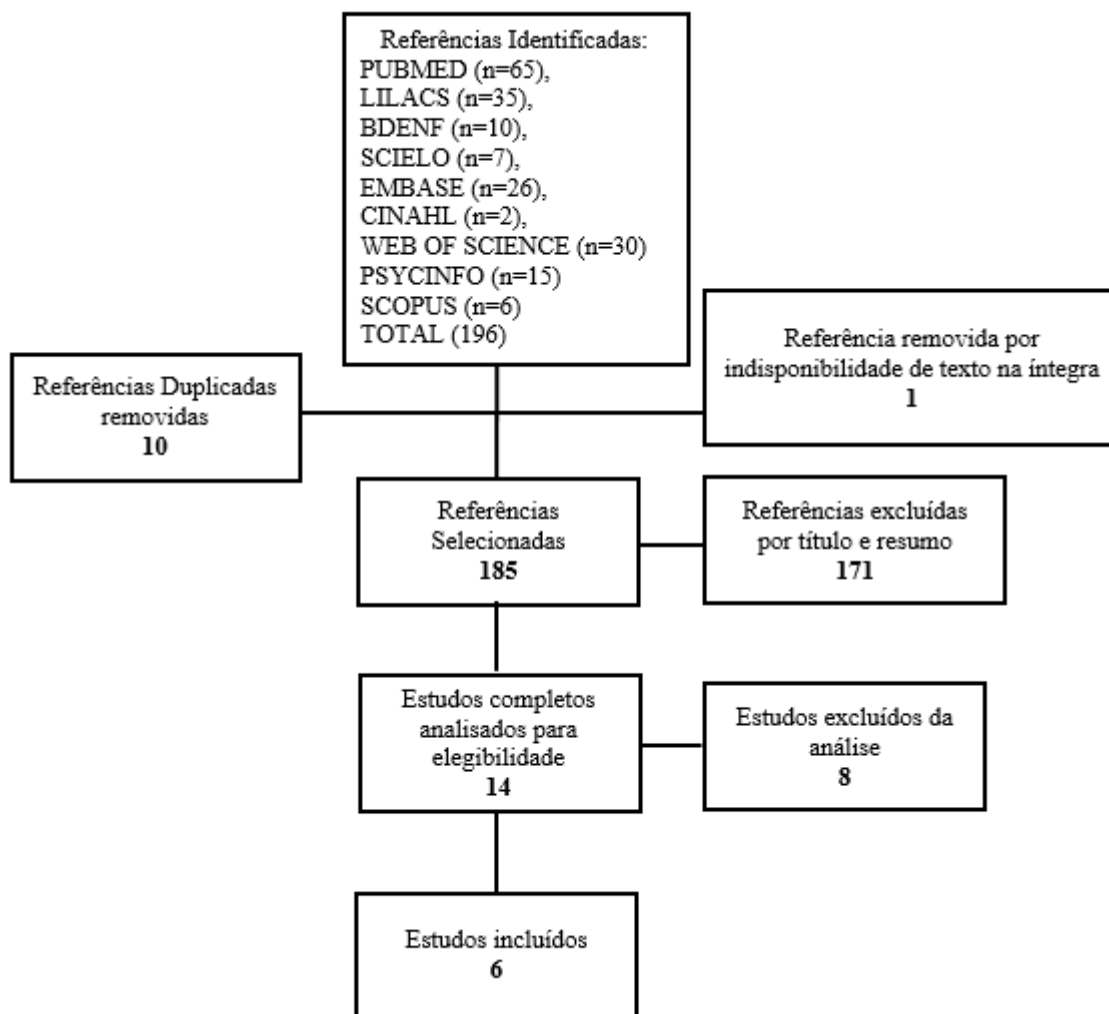 Referências Identificadas:
PUBMED (n=65),
LILACS (n=35),
BDENF (n=10),
SCIELO (n=7),
EMBASE (n=26),
CINAHL (n=2),
WEB OF SCIENCE (n=30)
PSYCINFO (n=15)
SCOPUS (n=6)
TOTAL (196)
Referências Duplicadas
removidas
10
Referência removida por
indisponibilidade de texto na íntegra
1
Referências
Selecionadas
185
Referências excluídas
por título e resumo
171
Estudos completos
analisados para
elegibilidade
14
Estudos excluídos da
análise
8
Estudos incluídos
6